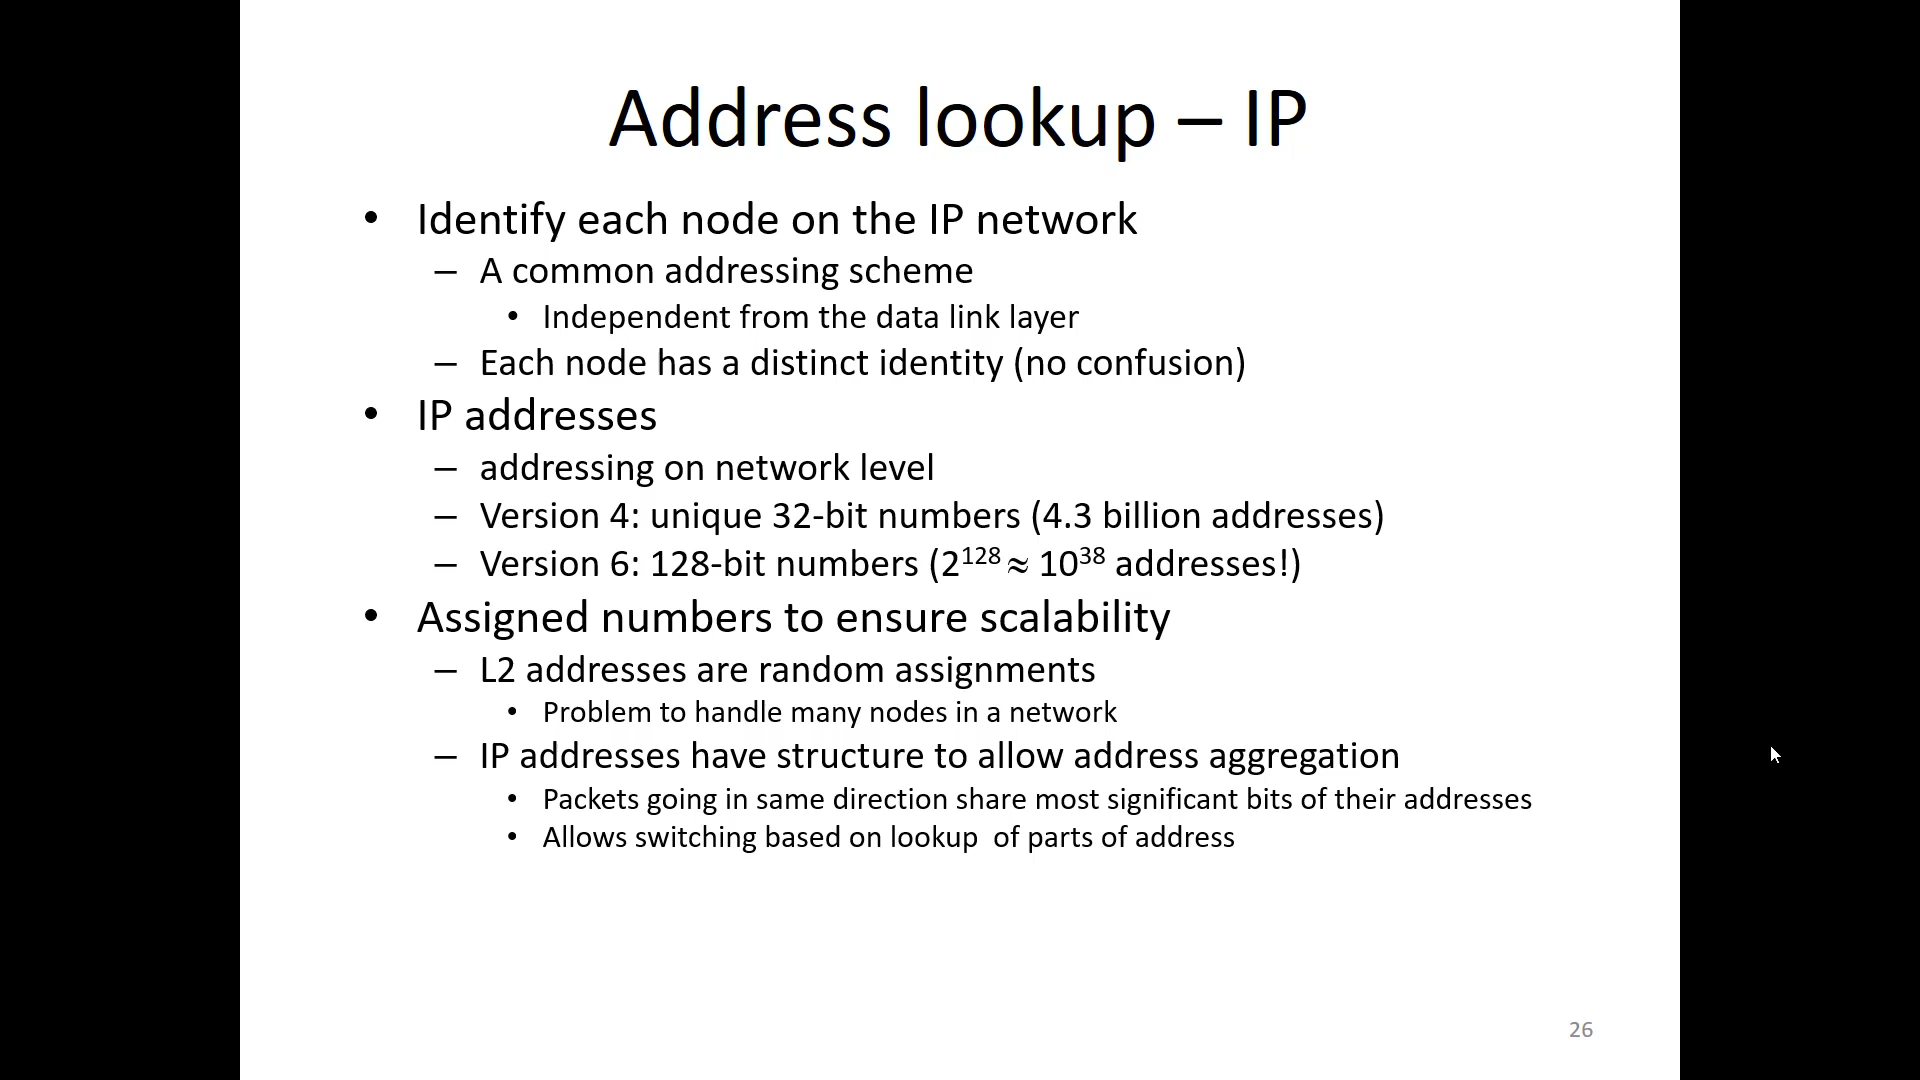 Address lookup – IP
• Identify each node on the IP network
– A common addressing scheme
• Independent from the data link layer
– Each node has a distinct identity (no confusion)
• IP addresses
– addressing on network level
– Version 4: unique 32-bit numbers (4.3 billion addresses)
– Version 6: 128-bit numbers (2¹²⁸ ≈ 10³⁸ addresses!)
• Assigned numbers to ensure scalability
– L2 addresses are random assignments
• Problem to handle many nodes in a network
– IP addresses have structure to allow address aggregation
• Packets going in same direction share most significant bits of their addresses
• Allows switching based on lookup  of parts of address
26